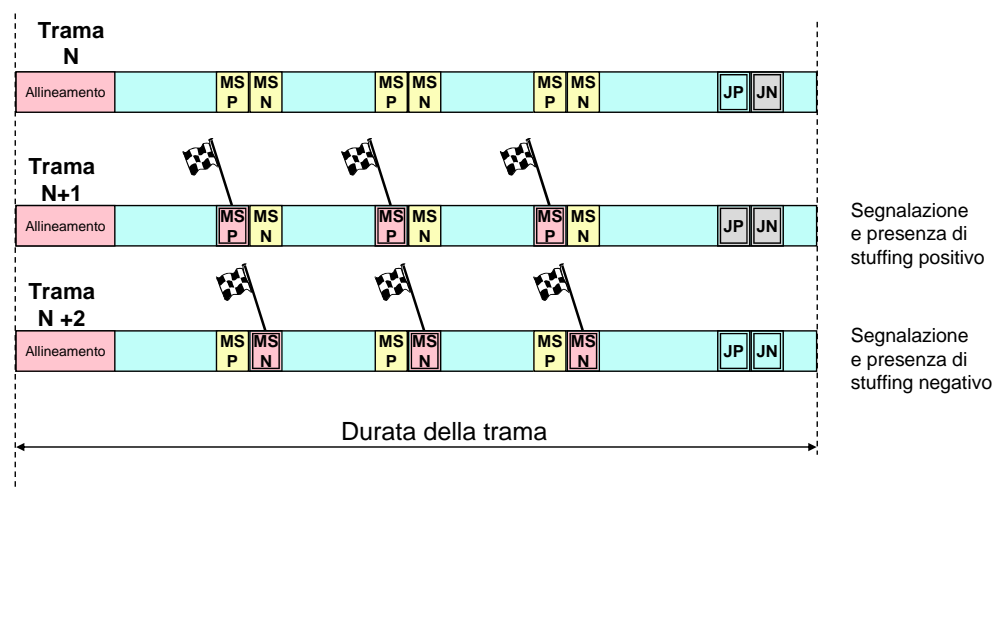 Trama
N
Allineamento
MS MS
P N
MS MS
P N
MS MS
P N
JP JN
Trama
N+1
Allineamento
MS MS
P N
MS MS
P N
MS MS
P N
JP JN
Segnalazione
e presenza di
stuffing positivo
Trama
N +2
Allineamento
MS MS
P N
MS MS
P N
MS MS
P N
JP JN
Segnalazione
e presenza di
stuffing negativo
Durata della trama